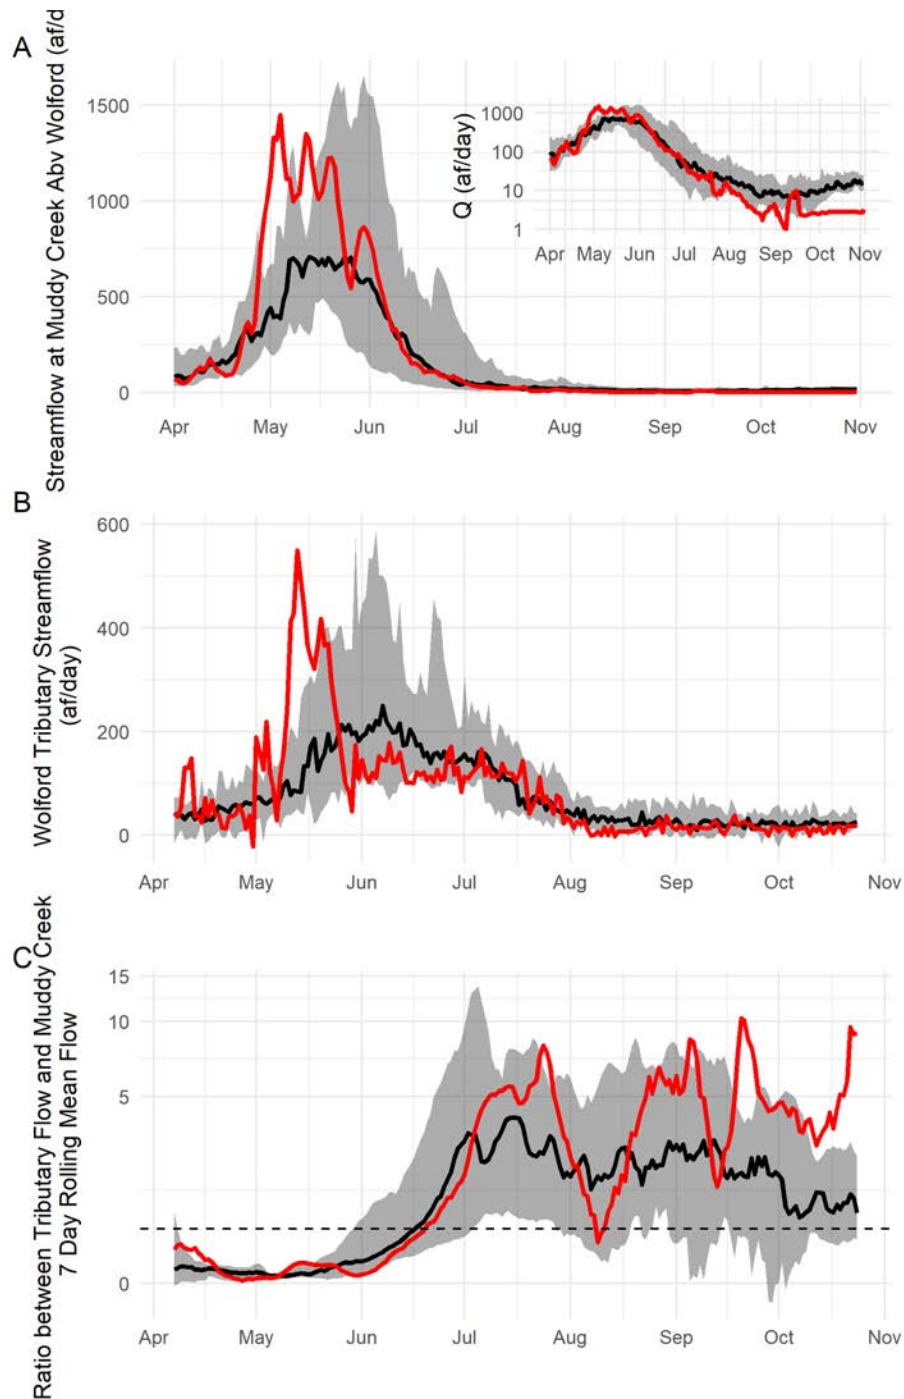 A
Streamflow at Muddy Creek Abv Wolford (af/d
1500
1000
500
0
Apr May Jun Jul Aug Sep Oct Nov
Q (af/day)
1000
100
10
1
Apr May Jun Jul Aug Sep Oct Nov
B
Wolford Tributary Streamflow
(af/day)
600
400
200
0
Apr May Jun Jul Aug Sep Oct Nov
C
Ratio between Tributary Flow and Muddy Creek
7 Day Rolling Mean Flow
15
10
5
0
Apr May Jun Jul Aug Sep Oct Nov